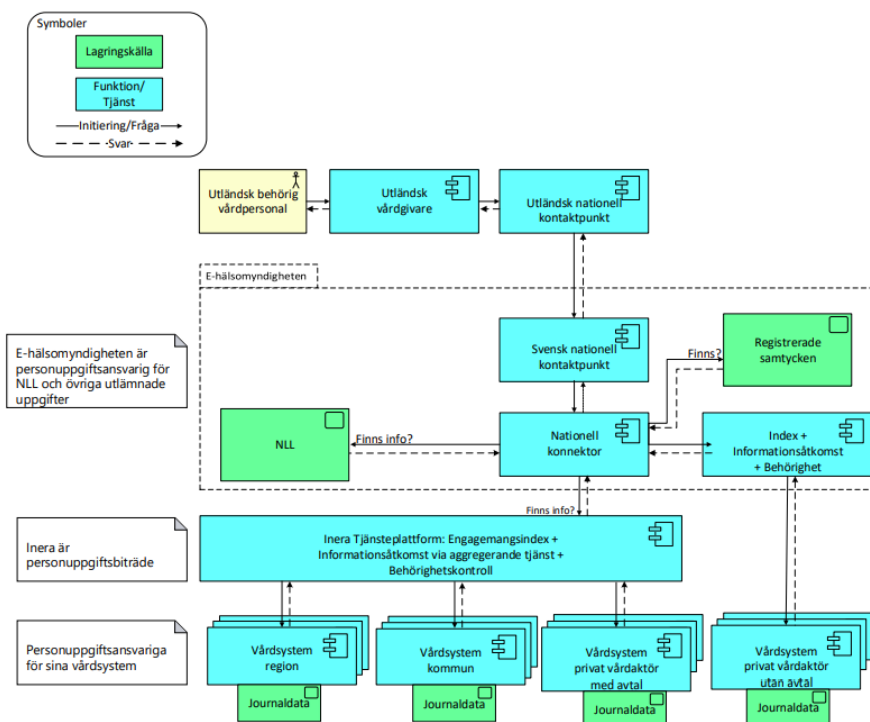 Symboler
Lagringskälla
Funktion/
Tjänst
Initiering/Fråga
Svar
Utländsk behörig
vårdpersonal
Utländsk
vårdgivare
Utländsk nationell
kontaktpunkt
E-hälsomyndigheten
E-hälsomyndigheten är
personuppgiftsansvarig för
NLL och övriga utlämnade
uppgifter
Svensk nationell
kontaktpunkt
Finns?
Registrerade
samtycken
NLL
Finns info?
Nationell
konnektor
Index +
Informationsåtkomst
+ Behörighet
Finns info?
Inera är
personuppgiftsbiträde
Inera Tjänsteplattform: Engagemangsindex +
Informationsåtkomst via aggregerande tjänst +
Behörighetskontroll
Personuppgiftsansvariga
för sina vårdsystem
Vårdsystem
region
Vårdsystem
kommun
Vårdsystem
privat vårdaktör
med avtal
Vårdsystem
privat vårdaktör
utan avtal
Journaldata
Journaldata
Journaldata
Journaldata